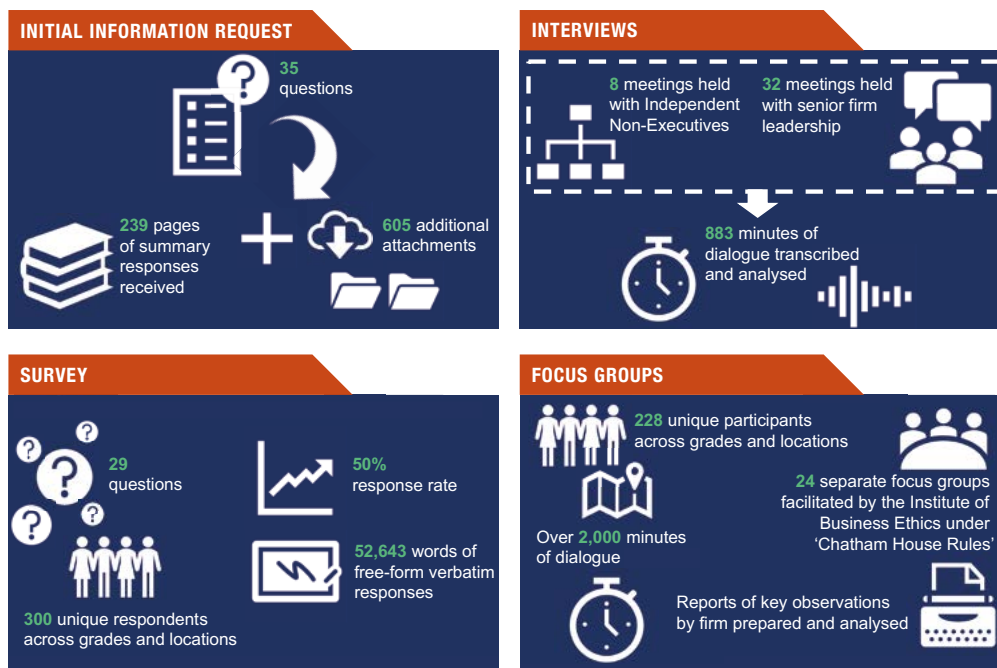 INITIAL INFORMATION REQUEST
?
35
questions
239 pages
of summary
responses
received
605 additional
attachments
INTERVIEWS
8 meetings held
with Independent
Non-Executives
32 meetings held
with senior firm
leadership
883 minutes of
dialogue transcribed
and analysed
SURVEY
?
?
?
?
?
29
questions
50%
response rate
52,643 words of
free-form verbatim
responses
300 unique respondents
across grades and locations
FOCUS GROUPS
228 unique participants
across grades and locations
Over 2,000 minutes
of dialogue
24 separate focus groups
facilitated by the Institute of
Business Ethics under
‘Chatham House Rules’
Reports of key observations
by firm prepared and analysed